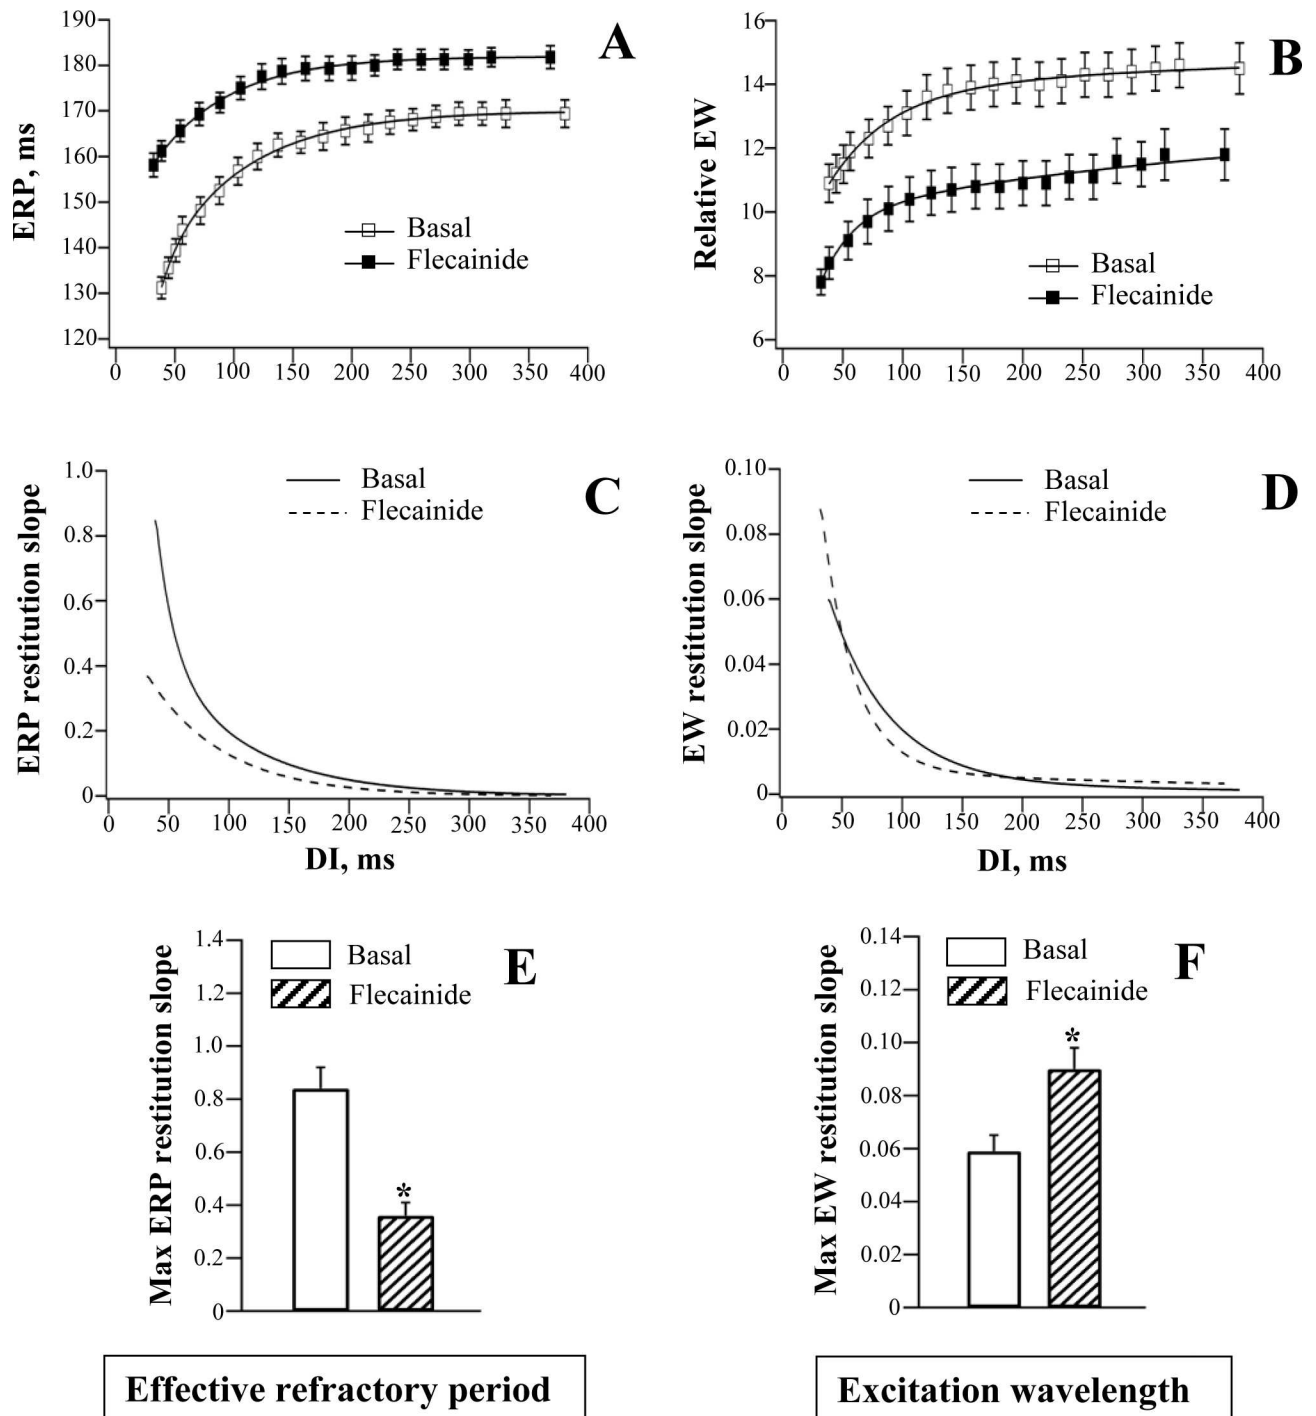 A
ERP, ms
190
180
170
160
150
140
130
120
Basal
Flecainide
0 50 100 150 200 250 300 350 400
B
Relative EW
16
14
12
10
8
6
Basal
Flecainide
0 50 100 150 200 250 300 350 400
C
ERP restitution slope
1.0
0.8
0.6
0.4
0.2
0
Basal
Flecainide
0 50 100 150 200 250 300 350 400
DI, ms
D
EW restitution slope
0.10
0.08
0.06
0.04
0.02
0
Basal
Flecainide
0 50 100 150 200 250 300 350 400
DI, ms
E
Max ERP restitution slope
1.4
1.2
1.0
0.8
0.6
0.4
0.2
0
Basal
Flecainide
*
Effective refractory period
F
Max EW restitution slope
0.14
0.12
0.10
0.08
0.06
0.04
0.02
0
Basal
Flecainide
*
Excitation wavelength